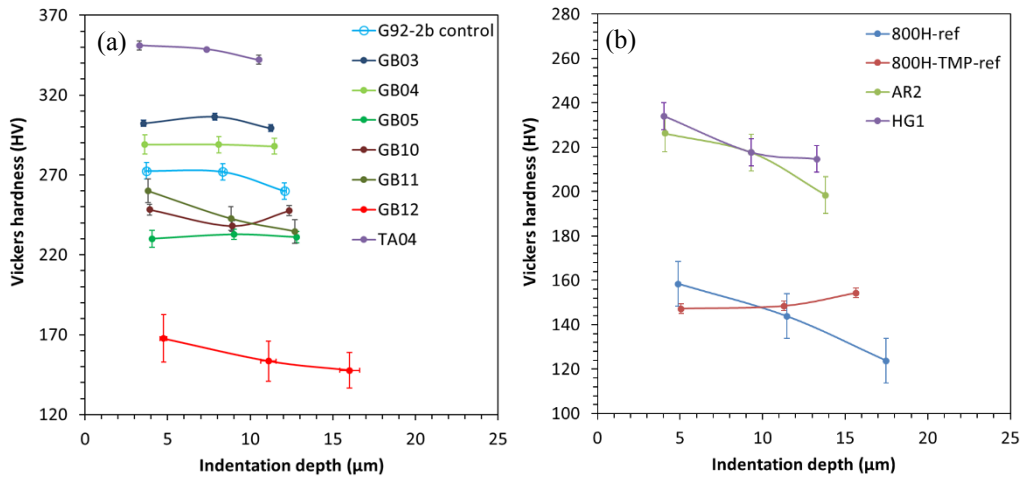 (a)
Vickers hardness (HV)
370
320
270
220
170
120
0 5 10 15 20 25
Indentation depth (µm)
G92-2b control
GB03
GB04
GB05
GB10
GB11
GB12
TA04
(b)
Vickers hardness (HV)
280
260
240
220
200
180
160
140
120
100
0 5 10 15 20 25
Indentation depth (µm)
800H-ref
800H-TMP-ref
AR2
HG1